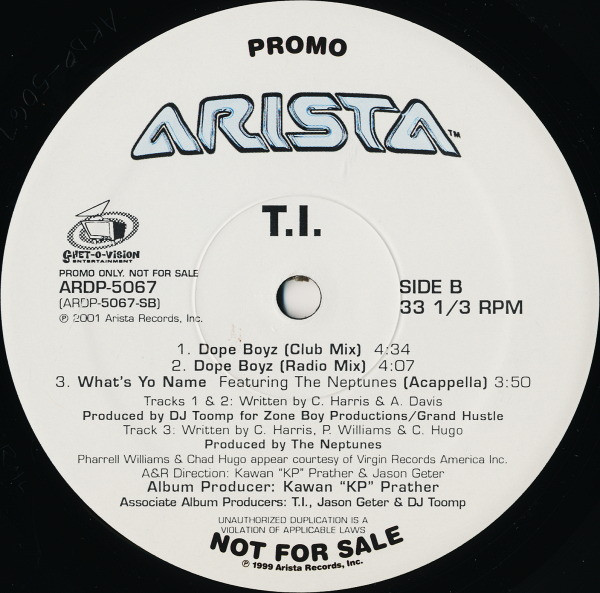 PROMO
ARISTA™
T.I.
GHET-O-VISION
ENTERTAINMENT
PROMO ONLY. NOT FOR SALE
ARDP-5067
(ARDP-5067-SB)
℗ 2001 Arista Records, Inc.
SIDE B
33 1/3 RPM
1. Dope Boyz (Club Mix) 4:34
2. Dope Boyz (Radio Mix) 4:07
3. What's Yo Name Featuring The Neptunes (Acappella) 3:50
Tracks 1 & 2: Written by C. Harris & A. Davis
Produced by DJ Toomp for Zone Boy Productions/Grand Hustle
Track 3: Written by C. Harris, P. Williams & C. Hugo
Produced by The Neptunes
Pharrell Williams & Chad Hugo appear courtesy of Virgin Records America Inc.
A&R Direction: Kawan "KP" Prather & Jason Geter
Album Producer: Kawan "KP" Prather
Associate Album Producers: T.I., Jason Geter & DJ Toomp
UNAUTHORIZED DUPLICATION IS A
VIOLATION OF APPLICABLE LAWS
NOT FOR SALE
℗ 1999 Arista Records, Inc.
ARDP-5067